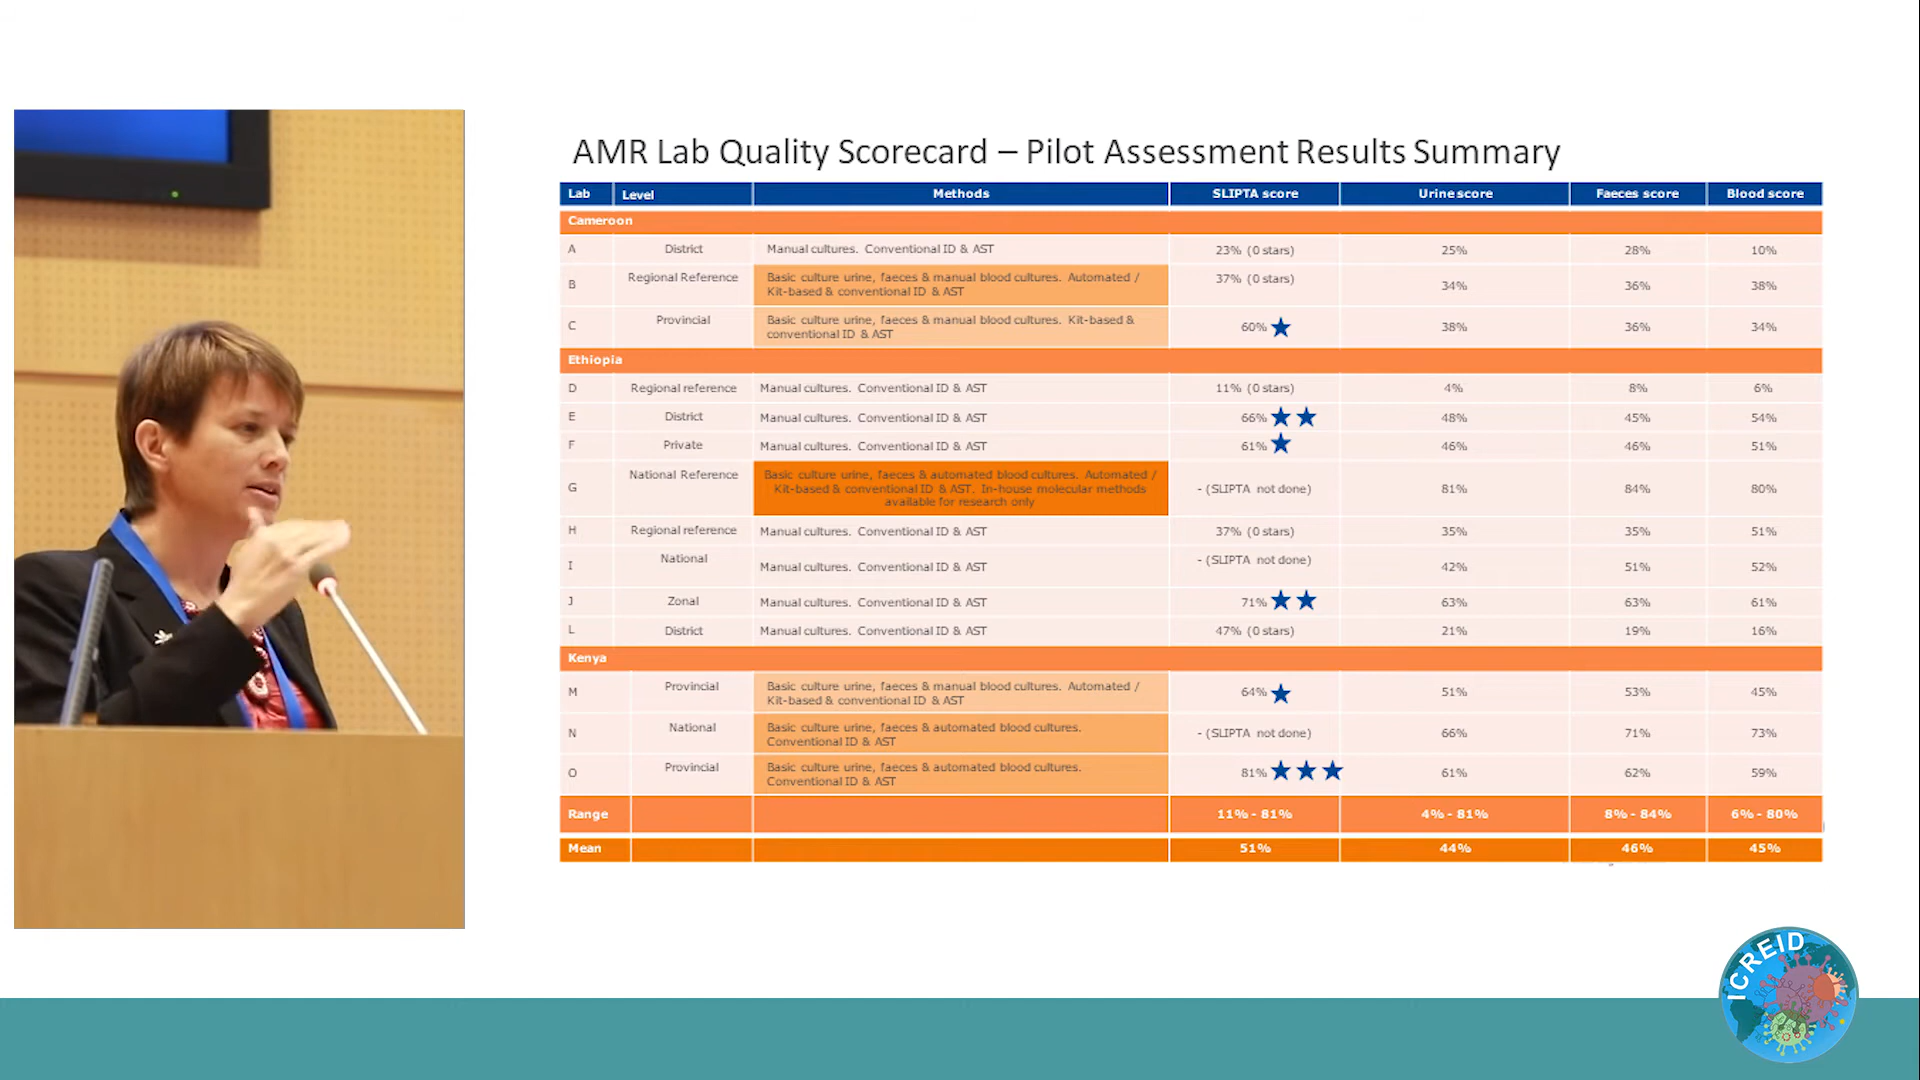 AMR Lab Quality Scorecard – Pilot Assessment Results Summary
Lab Level Methods SLIPTA score Urine score Faeces score Blood score
Cameroon
A District Manual cultures. Conventional ID & AST 23% (0 stars) 25% 28% 10%
B Regional Reference Basic culture urine, faeces & manual blood cultures. Automated / 37% (0 stars) 34% 36% 38%
Kit-based & conventional ID & AST
C Provincial Basic culture urine, faeces & manual blood cultures. Kit-based & 60% ★ 38% 36% 34%
conventional ID & AST
Ethiopia
D Regional reference Manual cultures. Conventional ID & AST 11% (0 stars) 4% 8% 6%
E District Manual cultures. Conventional ID & AST 66% ★★ 48% 45% 54%
F Private Manual cultures. Conventional ID & AST 61% ★ 46% 46% 51%
G National Reference Basic culture urine, faeces & automated blood cultures. Automated / - (SLIPTA not done) 81% 84% 80%
Kit-based & conventional ID & AST. In-house molecular methods
available for research only
H Regional reference Manual cultures. Conventional ID & AST 37% (0 stars) 35% 35% 51%
I National Manual cultures. Conventional ID & AST - (SLIPTA not done) 42% 51% 52%
J Zonal Manual cultures. Conventional ID & AST 71% ★★ 63% 63% 61%
L District Manual cultures. Conventional ID & AST 47% (0 stars) 21% 19% 16%
Kenya
M Provincial Basic culture urine, faeces & manual blood cultures. Automated / 64% ★ 51% 53% 45%
Kit-based & conventional ID & AST
N National Basic culture urine, faeces & automated blood cultures. - (SLIPTA not done) 66% 71% 73%
Conventional ID & AST
O Provincial Basic culture urine, faeces & automated blood cultures. 81% ★★★ 61% 62% 59%
Conventional ID & AST
Range 11% - 81% 4% - 81% 8% - 84% 6% - 80%
Mean 51% 44% 46% 45%
ICREID